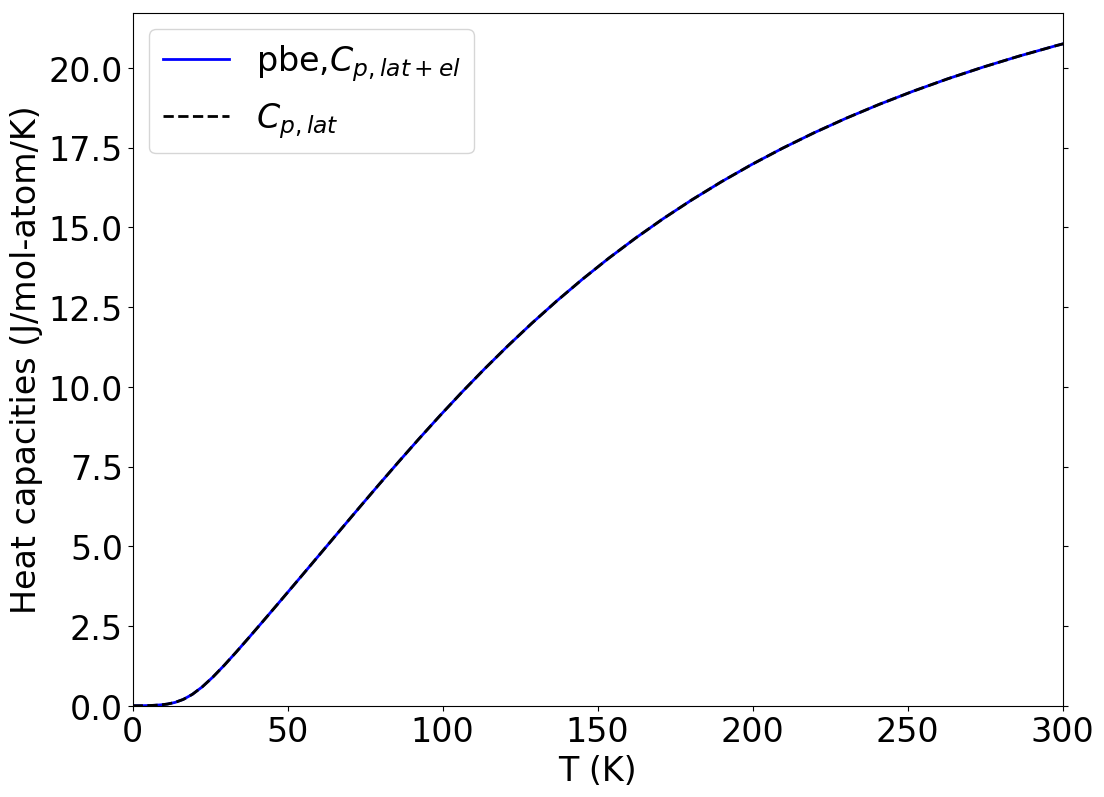 pbe,C_{p, lat+el}
C_{p, lat}
Heat capacities (J/mol-atom/K)
20.0
17.5
15.0
12.5
10.0
7.5
5.0
2.5
0.0
0 50 100 150 200 250 300
T (K)